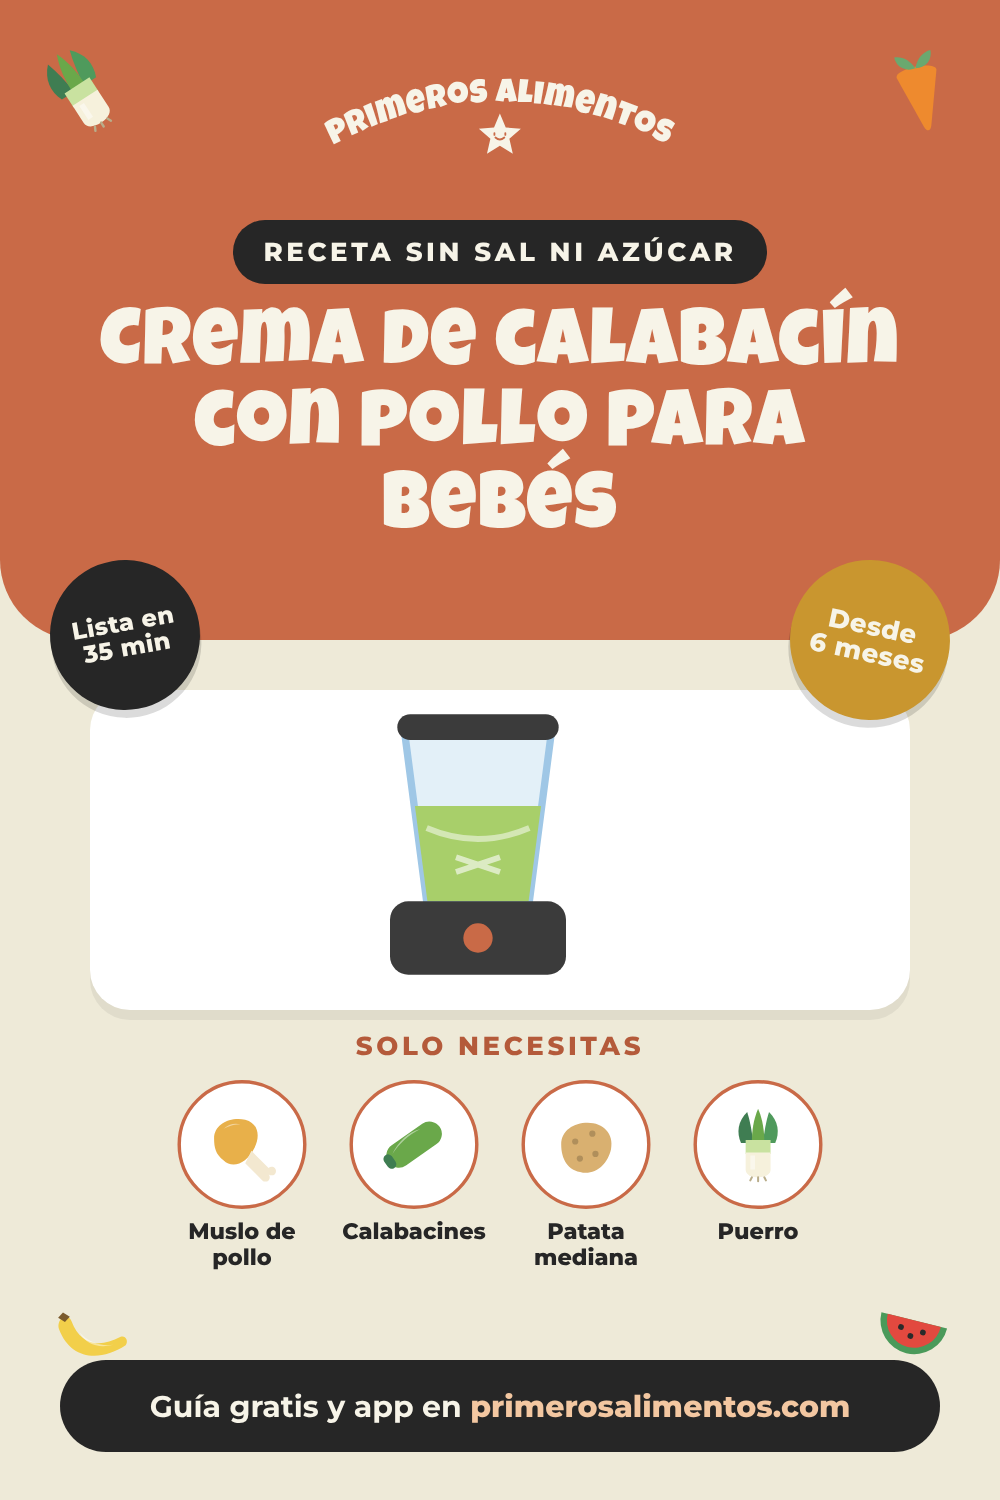 PRIMEROS ALIMENTOS
RECETA SIN SAL NI AZÚCAR
CREMA DE CALABACÍN
CON POLLO PARA
BEBÉS
Lista en
35 min
Desde
6 meses
SOLO NECESITAS
Muslo de
pollo
Calabacines
Patata
mediana
Puerro
Guía gratis y app en primerosalimentos.com